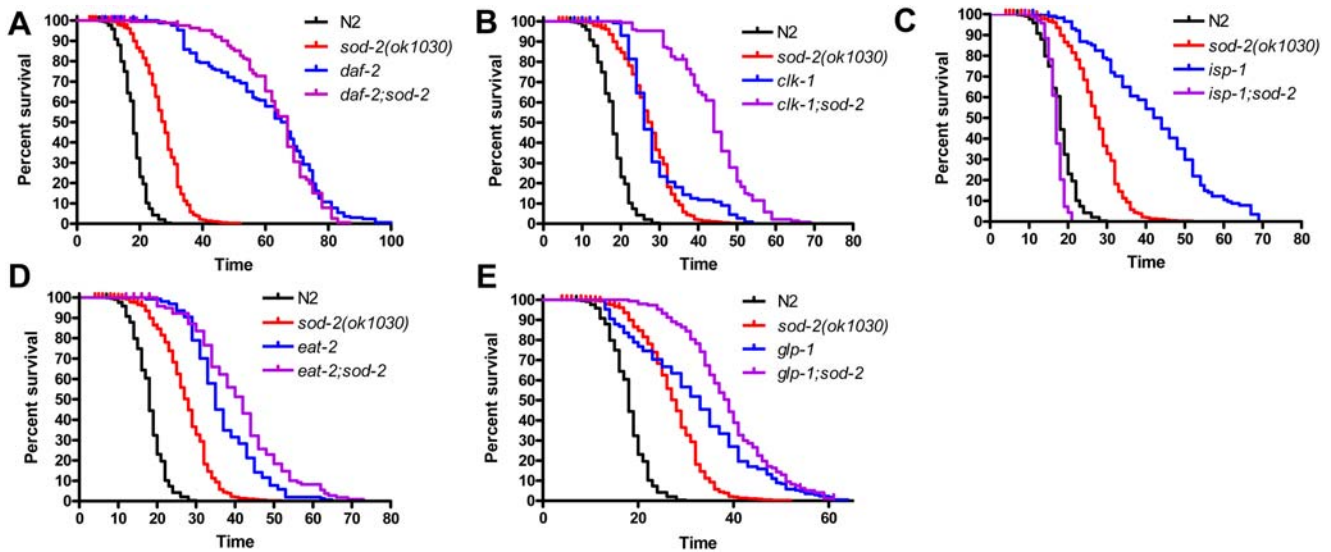 A
Percent survival
100
90
80
70
60
50
40
30
20
10
0
0 20 40 60 80 100
Time
N2
sod-2(ok1030)
daf-2
daf-2;sod-2
B
Percent survival
100
90
80
70
60
50
40
30
20
10
0
0 10 20 30 40 50 60 70 80
Time
N2
sod-2(ok1030)
clk-1
clk-1;sod-2
C
Percent survival
100
90
80
70
60
50
40
30
20
10
0
0 10 20 30 40 50 60 70 80
Time
N2
sod-2(ok1030)
isp-1
isp-1;sod-2
D
Percent survival
100
90
80
70
60
50
40
30
20
10
0
0 10 20 30 40 50 60 70 80
Time
N2
sod-2(ok1030)
eat-2
eat-2;sod-2
E
Percent survival
100
90
80
70
60
50
40
30
20
10
0
0 20 40 60
Time
N2
sod-2(ok1030)
glp-1
glp-1;sod-2